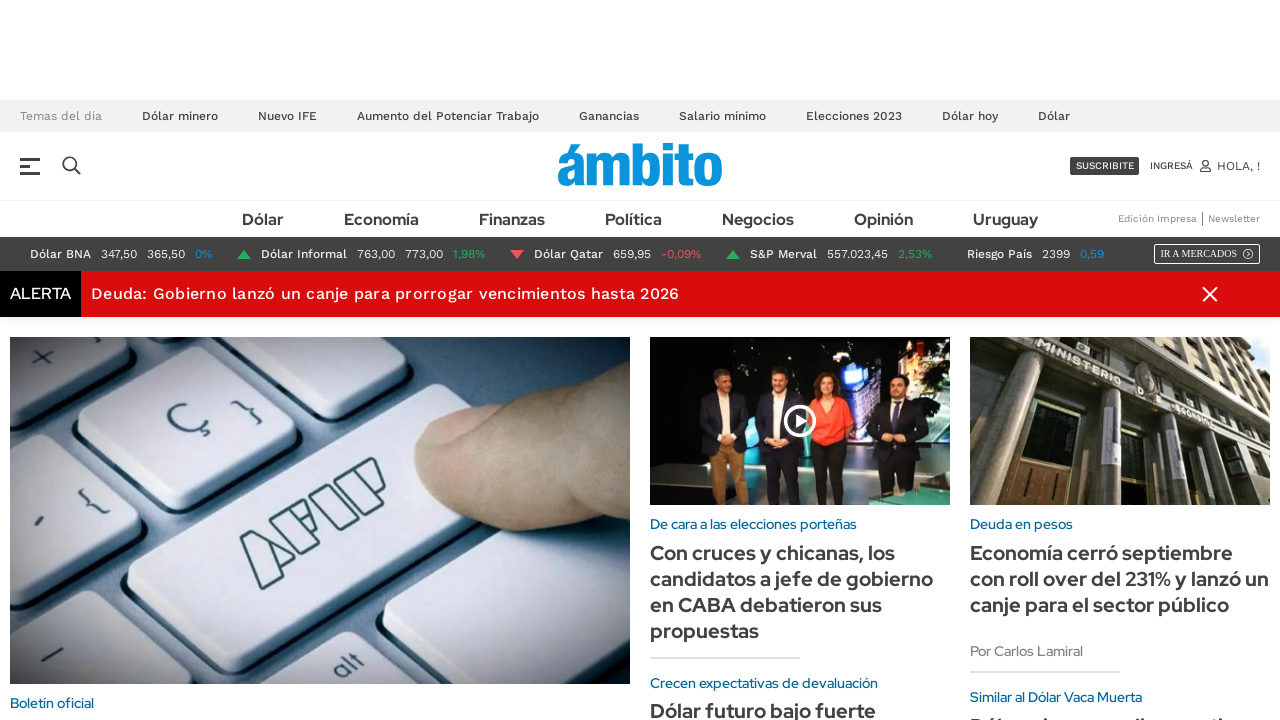 Temas del día Dólar minero Nuevo IFE Aumento del Potenciar Trabajo Ganancias Salario mínimo Elecciones 2023 Dólar hoy Dólar
ámbito
SUSCRIBITE INGRESÁ HOLA, !
Dólar Economía Finanzas Política Negocios Opinión Uruguay Edición Impresa Newsletter
Dólar BNA 347,50 365,50 0% Dólar Informal 763,00 773,00 1,98% Dólar Qatar 659,95 -0,09% S&P Merval 557.023,45 2,53% Riesgo País 2399 0,59 IR A MERCADOS
ALERTA Deuda: Gobierno lanzó un canje para prorrogar vencimientos hasta 2026
Ç
}
{
AFIP
alt
Boletín oficial
De cara a las elecciones porteñas
Con cruces y chicanas, los
candidatos a jefe de gobierno
en CABA debatieron sus
propuestas
Crecen expectativas de devaluación
Dólar futuro bajo fuerte
MINISTERIO DE ECONOMIA
Deuda en pesos
Economía cerró septiembre
con roll over del 231% y lanzó un
canje para el sector público
Por Carlos Lamiral
Similar al Dólar Vaca Muerta